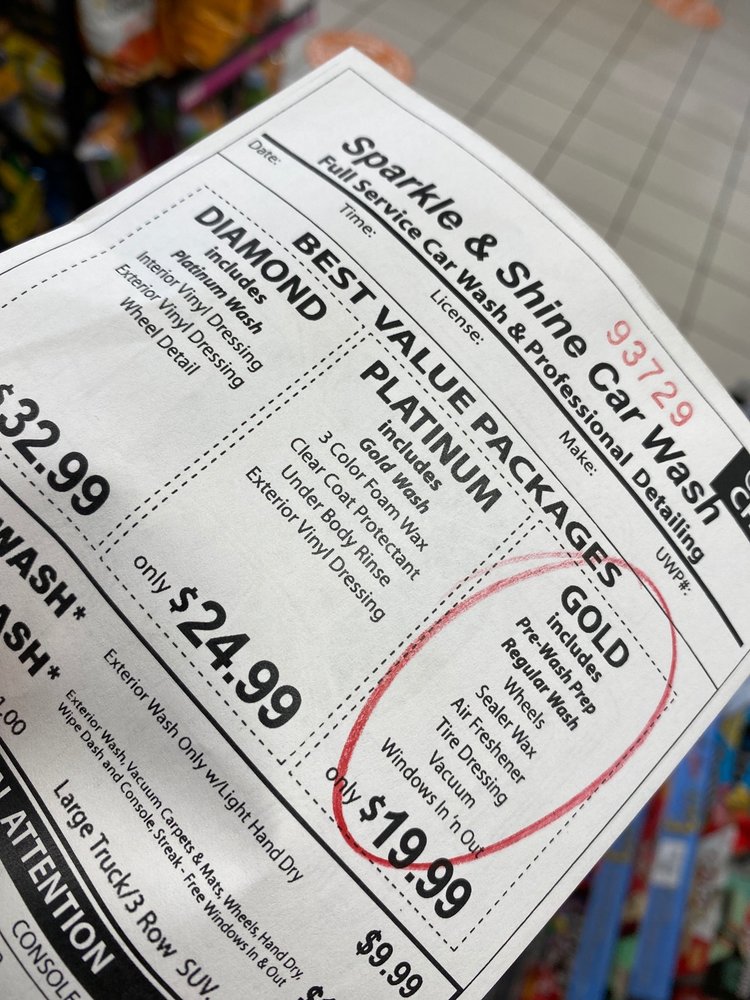 Sparkle & Shine Car Wash
Full Service Car Wash & Professional Detailing
93729
Date:
Time:
License:
Make:
UWP#:
BEST VALUE PACKAGES
DIAMOND
includes
Platinum Wash
Interior Vinyl Dressing
Exterior Vinyl Dressing
Wheel Detail
$32.99
PLATINUM
includes
Gold Wash
3 Color Foam Wax
Clear Coat Protectant
Under Body Rinse
Exterior Vinyl Dressing
only $24.99
GOLD
includes
Pre-Wash Prep
Regular Wash
Wheels
Sealer Wax
Air Freshener
Tire Dressing
Vacuum
Windows In 'n Out
only $19.99
WASH*
Exterior Wash Only w/Light Hand Dry
$9.99
Exterior Wash, Vacuum Carpets & Mats, Wheels, Hand Dry,
Wipe Dash and Console, Streak - Free Windows In & Out
Large Truck/3 Row SUV,
ATTENTION
CONSOLE